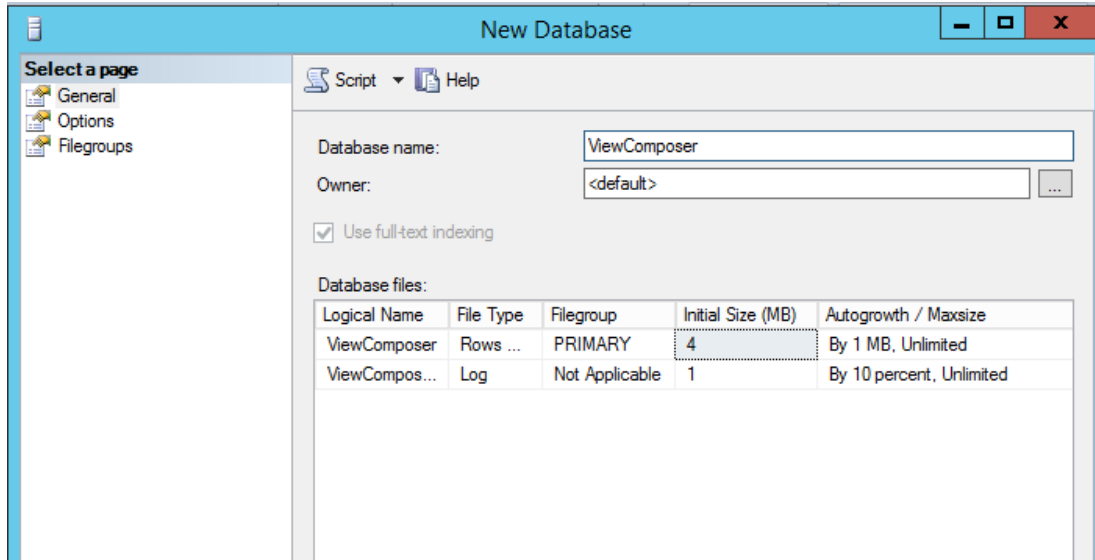 New Database
Select a page
General
Options
Filegroups
Script Help
Database name: ViewComposer
Owner: <default> ...
Use full-text indexing
Database files:
Logical Name File Type Filegroup Initial Size (MB) Autogrowth / Maxsize
ViewComposer Rows ... PRIMARY 4 By 1 MB, Unlimited
ViewCompos... Log Not Applicable 1 By 10 percent, Unlimited